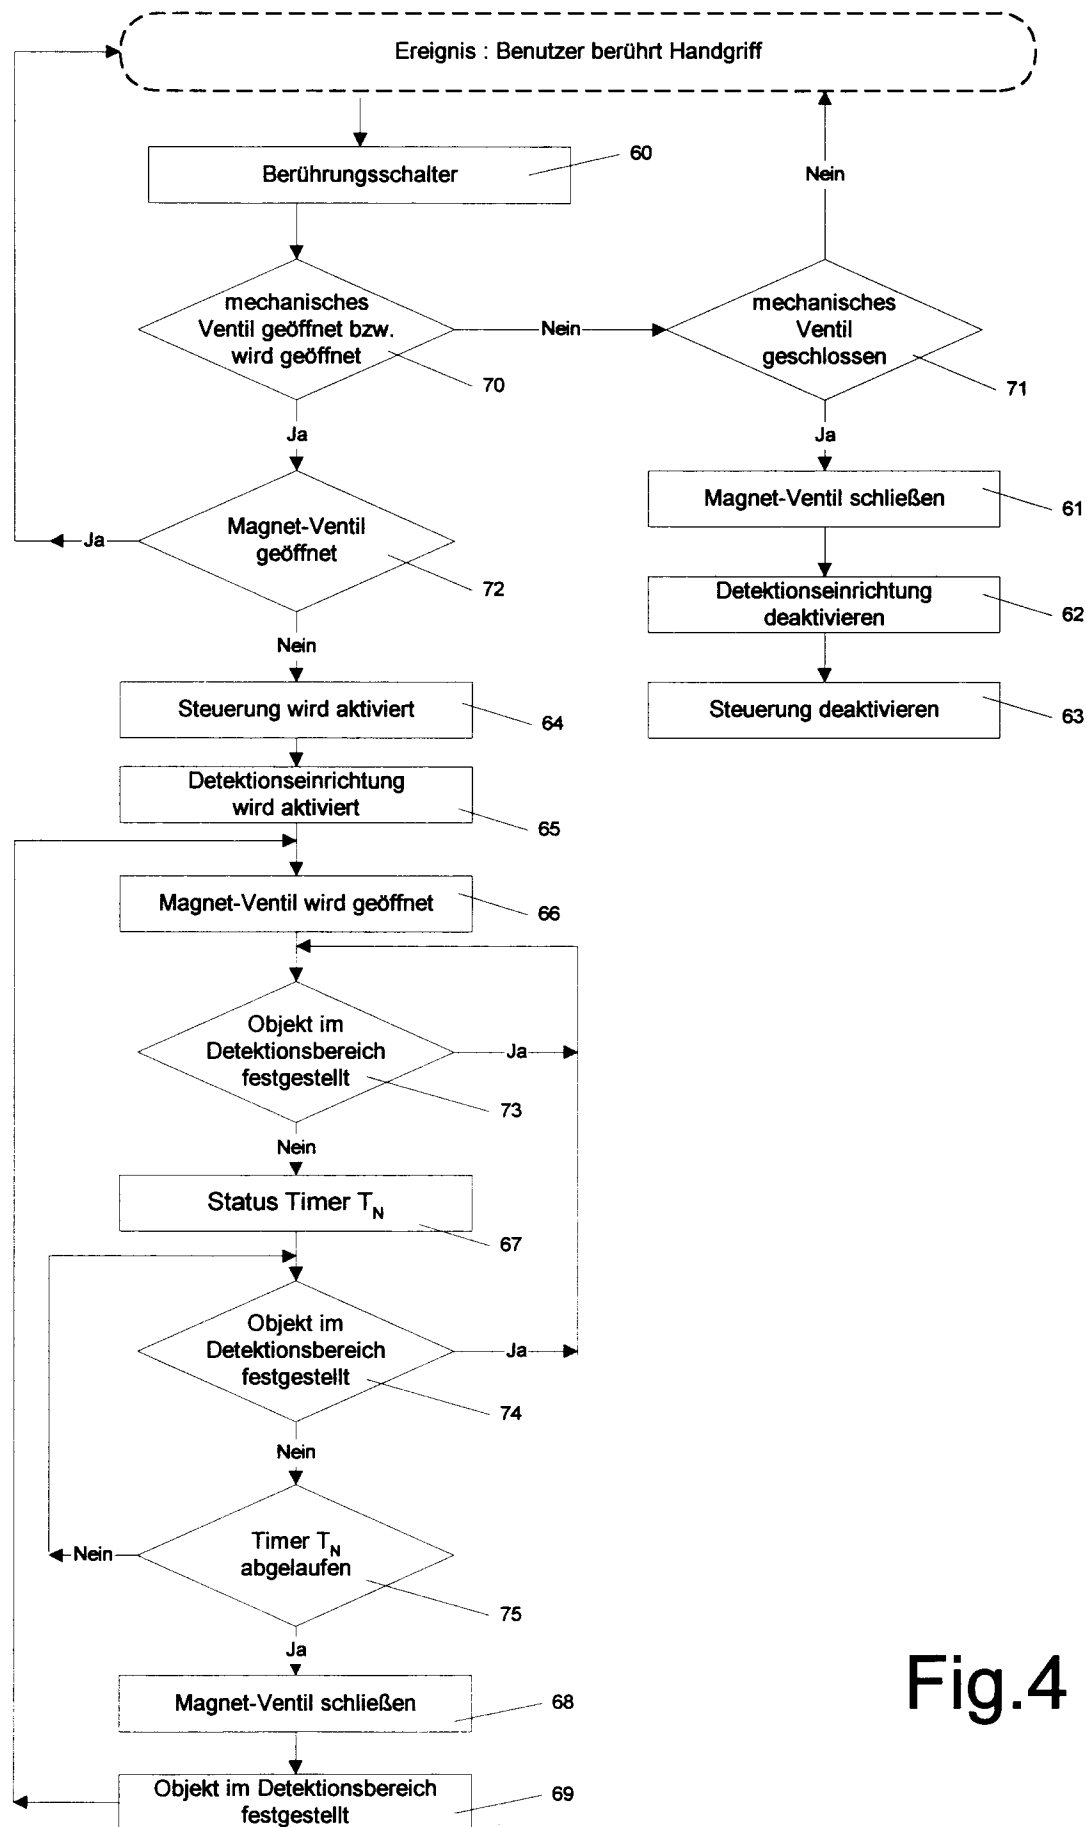 Ereignis : Benutzer berührt Handgriff
Berührungsschalter
60
Nein
mechanisches
Ventil geöffnet bzw.
wird geöffnet
70
Nein
mechanisches
Ventil
geschlossen
71
Ja
Ja
Magnet-Ventil
geöffnet
72
Ja
Magnet-Ventil schließen
61
Detektionseinrichtung
deaktivieren
62
Nein
Steuerung wird aktiviert
64
Steuerung deaktivieren
63
Detektionseinrichtung
wird aktiviert
65
Magnet-Ventil wird geöffnet
66
Objekt im
Detektionsbereich
festgestellt
Ja
73
Nein
Status Timer T_N
67
Objekt im
Detektionsbereich
festgestellt
Ja
74
Nein
Timer T_N
abgelaufen
Nein
75
Ja
Magnet-Ventil schließen
68
Objekt im Detektionsbereich
festgestellt
69
Fig.4